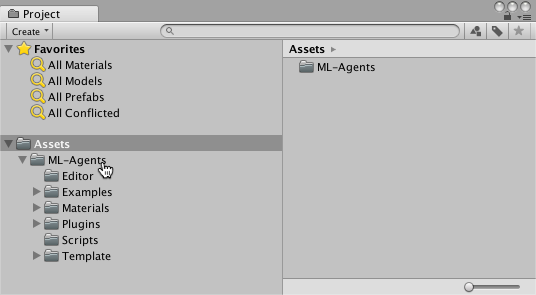 Project
Create
Favorites
All Materials
All Models
All Prefabs
All Conflicted
Assets
ML-Agents
Editor
Examples
Materials
Plugins
Scripts
Template
Assets
ML-Agents